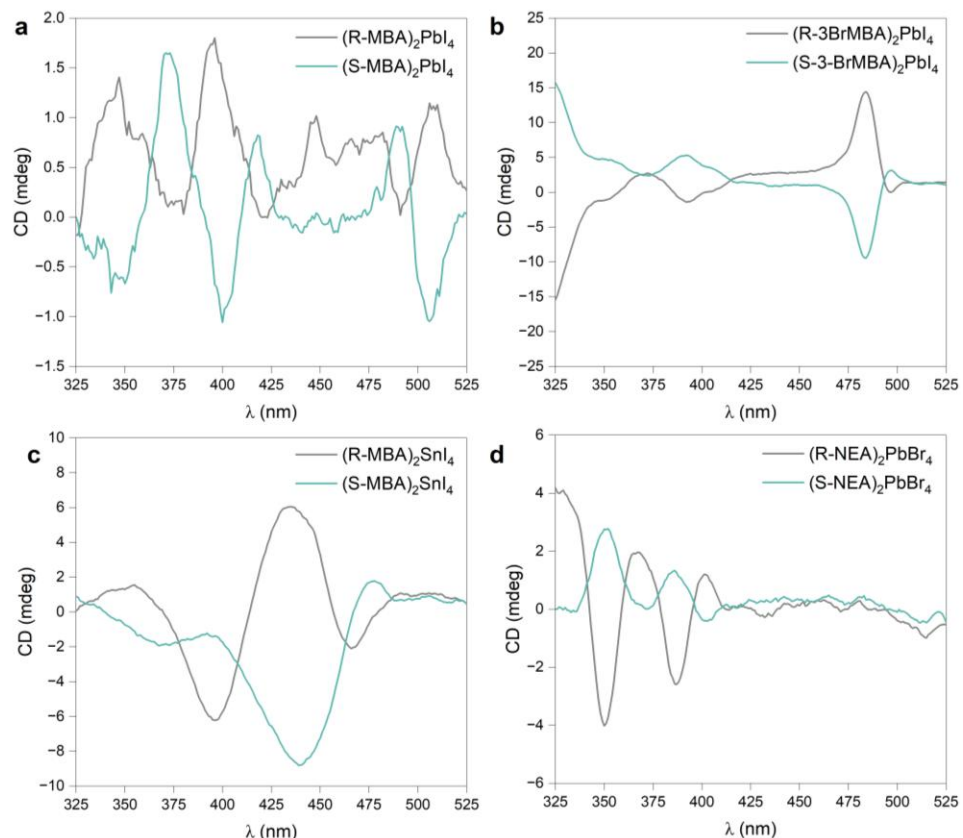 a
(R-MBA)₂PbI₄
(S-MBA)₂PbI₄
2.0
1.5
1.0
0.5
0.0
−0.5
−1.0
−1.5
CD (mdeg)
325 350 375 400 425 450 475 500 525
λ (nm)
b
(R-3BrMBA)₂PbI₄
(S-3-BrMBA)₂PbI₄
25
20
15
10
5
0
−5
−10
−15
−20
−25
CD (mdeg)
325 350 375 400 425 450 475 500 525
λ (nm)
c
(R-MBA)₂SnI₄
(S-MBA)₂SnI₄
10
8
6
4
2
0
−2
−4
−6
−8
−10
CD (mdeg)
325 350 375 400 425 450 475 500 525
λ (nm)
d
(R-NEA)₂PbBr₄
(S-NEA)₂PbBr₄
6
4
2
0
−2
−4
−6
CD (mdeg)
325 350 375 400 425 450 475 500 525
λ (nm)